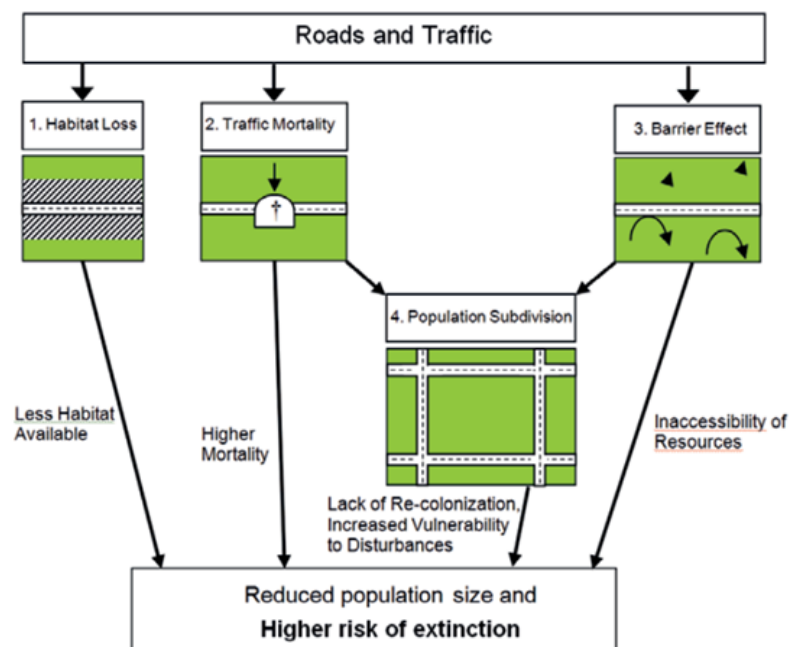 Roads and Traffic
1. Habitat Loss
2. Traffic Mortality
3. Barrier Effect
†
4. Population Subdivision
Less Habitat
Available
Higher
Mortality
Inaccessibility of
Resources
Lack of Re-colonization,
Increased Vulnerability
to Disturbances
Reduced population size and
Higher risk of extinction